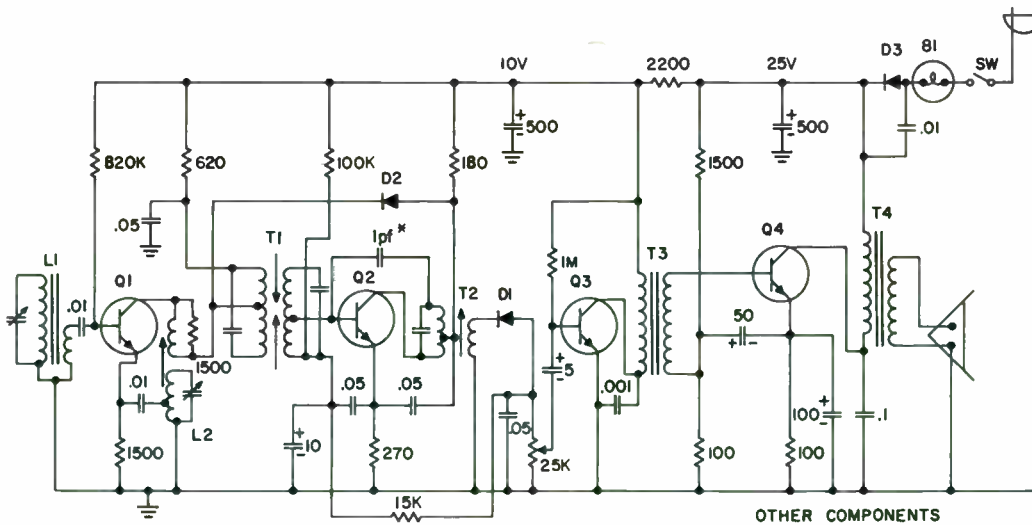 10V
2200
25V
D3
81
SW
+
500
+
500
.01
820K
620
100K
180
1500
D2
.05
T1
1pf*
Q2
T2
D1
1M
Q3
T3
Q4
T4
L1
.01
Q1
50
+ -
1500
.01
L2
.05
.05
+
5
-
.001
1500
+
10
-
270
.05
25K
100
+
100
-
100
.1
15K
OTHER COMPONENTS